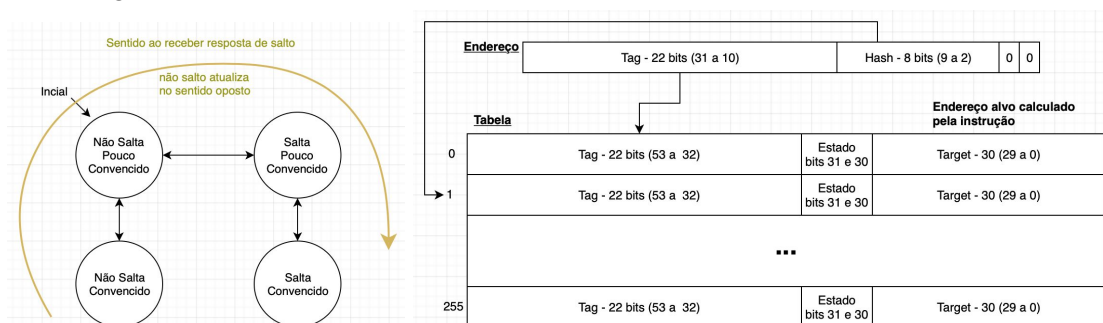 Sentido ao receber resposta de salto
não salto atualiza
no sentido oposto
Incial
Não Salta
Pouco
Convencido
Salta
Pouco
Convencido
Não Salta
Convencido
Salta
Convencido
Endereço
Tag - 22 bits (31 a 10)
Hash - 8 bits (9 a 2)
0
0
Tabela
Endereço alvo calculado
pela instrução
0
Tag - 22 bits (53 a 32)
Estado
bits 31 e 30
Target - 30 (29 a 0)
1
Tag - 22 bits (53 a 32)
Estado
bits 31 e 30
Target - 30 (29 a 0)
...
255
Tag - 22 bits (53 a 32)
Estado
bits 31 e 30
Target - 30 (29 a 0)